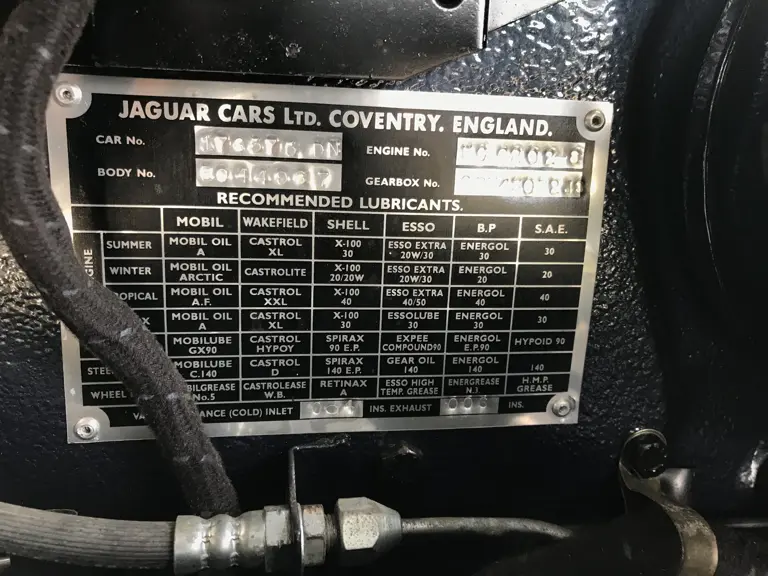 JAGUAR CARS LTD. COVENTRY. ENGLAND.
CAR No. ENGINE No.
BODY No. GEARBOX No.
RECOMMENDED LUBRICANTS.
MOBIL WAKEFIELD SHELL ESSO B.P S.A.E.
SUMMER MOBIL OIL A CASTROL XL X-100 30 ESSO EXTRA 20W/30 ENERGOL 30 30
WINTER MOBIL OIL ARCTIC CASTROLITE X-100 20/20W ESSO EXTRA 20W/30 ENERGOL 20 20
MOBIL OIL A.F. CASTROL XXL X-100 40 ESSO EXTRA 40/50 ENERGOL 40 40
MOBIL OIL A CASTROL XL X-100 30 ESSOLUBE 30 ENERGOL 30 30
MOBILUBE GX90 CASTROL HYPOY SPIRAX 90 E.P. EXPEE COMPOUND90 ENERGOL E.P.90 HYPOID 90
MOBILUBE C.140 CASTROL D SPIRAX 140 E.P. GEAR OIL 140 ENERGOL 140 140
WHEEL No.5 CASTROLEASE W.B. RETINAX A ESSO HIGH TEMP. GREASE ENERGREASE N.3. H.M.P. GREASE
(COLD) INLET INS. EXHAUST INS.